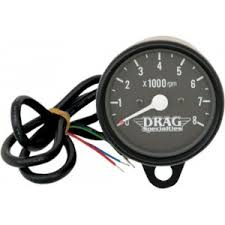 0 1 2 3 4 5 6 7 8
x 1000 rpm
DRAG
Specialties